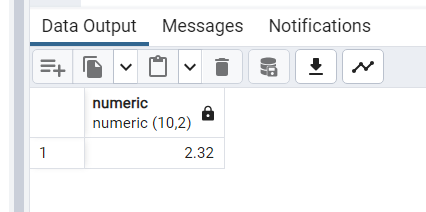 Data Output Messages Notifications
numeric
numeric (10,2)
1 2.32